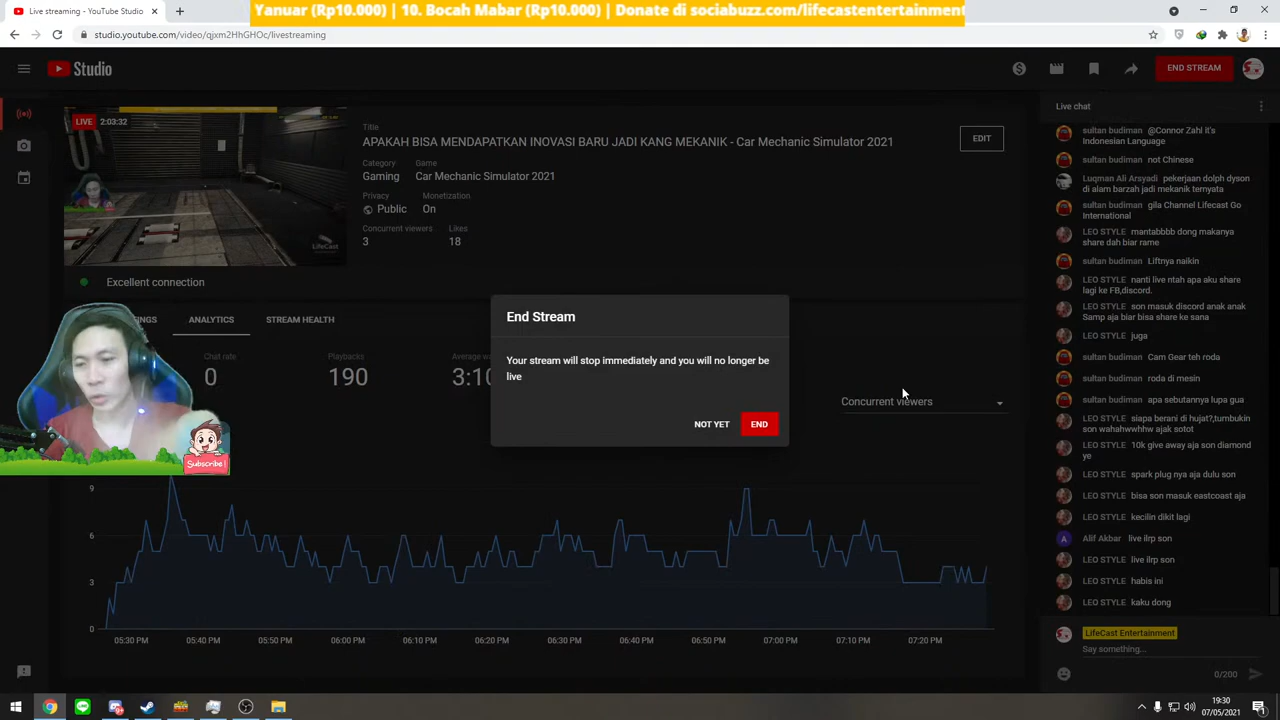 Live streaming - YouTube Studio
Yanuar (Rp10.000) | 10. Bocah Mabar (Rp10.000) | Donate di sociabuzz.com/lifecastentertainment
studio.youtube.com/video/qjxm2HhGHOc/livestreaming
Studio
END STREAM
LIVE 2:03:32
LifeCast
Title
APAKAH BISA MENDAPATKAN INOVASI BARU JADI KANG MEKANIK - Car Mechanic Simulator 2021
EDIT
Category Game
Gaming Car Mechanic Simulator 2021
Privacy Monetization
Public On
Concurrent viewers Likes
3 18
Excellent connection
ANALYTICS STREAM HEALTH
Chat rate Playbacks
0 190 3:10
Concurrent viewers
End Stream
Your stream will stop immediately and you will no longer be
live
NOT YET END
Subscribe!
9
6
3
0
05:30 PM 05:40 PM 05:50 PM 06:00 PM 06:10 PM 06:20 PM 06:30 PM 06:40 PM 06:50 PM 07:00 PM 07:10 PM 07:20 PM
Live chat
sultan budiman @Connor Zahl It's
Indonesian Language
sultan budiman not Chinese
Luqman Ali Arsyadi pekerjaan dolph dyson
di alam barzah jadi mekanik ternyata
sultan budiman gila Channel Lifecast Go
International
LEO STYLE mantabbbb dong makanya
share dah biar rame
sultan budiman Liftnya naikin
LEO STYLE nanti live ntah apa aku share
lagi ke FB,discord.
LEO STYLE son masuk discord anak anak
Samp aja biar bisa share ke sana
LEO STYLE juga
sultan budiman Cam Gear teh roda
sultan budiman roda di mesin
sultan budiman apa sebutannya lupa gua
LEO STYLE siapa berani di hujat?,tumbukin
son wahahwwhhw ajak sotot
LEO STYLE 10k give away aja son diamond
ye
LEO STYLE spark plug nya aja dulu son
LEO STYLE bisa son masuk eastcoast aja
LEO STYLE kecilin dikit lagi
A Alif Akbar live ilrp son
LEO STYLE live ilrp son
LEO STYLE habis ini
LEO STYLE kaku dong
LifeCast Entertainment
Say something...
0/200
19:30
07/05/2021